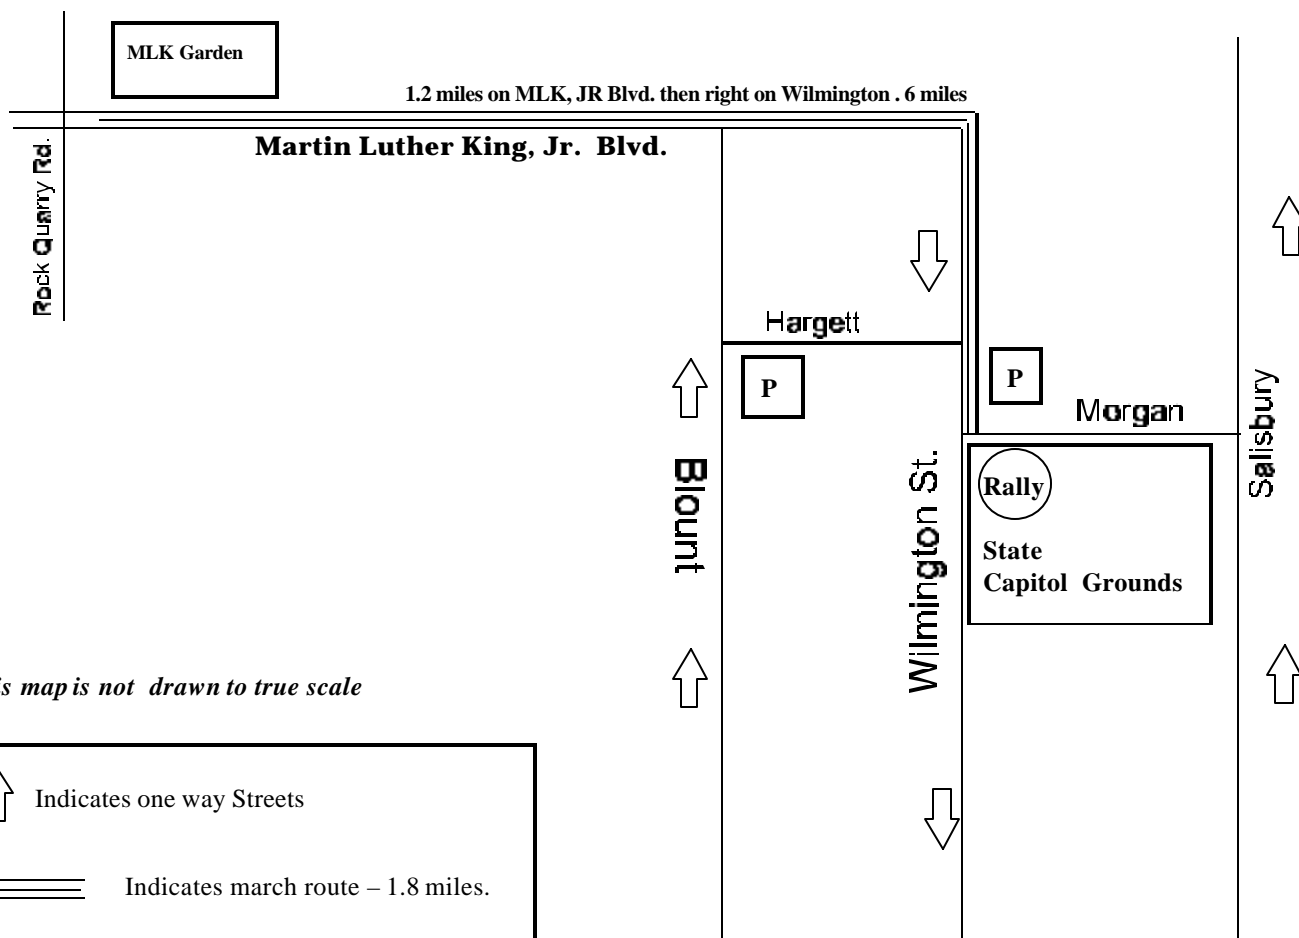 MLK Garden
1.2 miles on MLK, JR Blvd. then right on Wilmington . 6 miles
Martin Luther King, Jr. Blvd.
Rock Quarry Rd.
Hargett
P
P
Morgan
Salisbury
Blount
Wilmington St.
Rally
State
Capitol Grounds
is map is not drawn to true scale
Indicates one way Streets
Indicates march route – 1.8 miles.